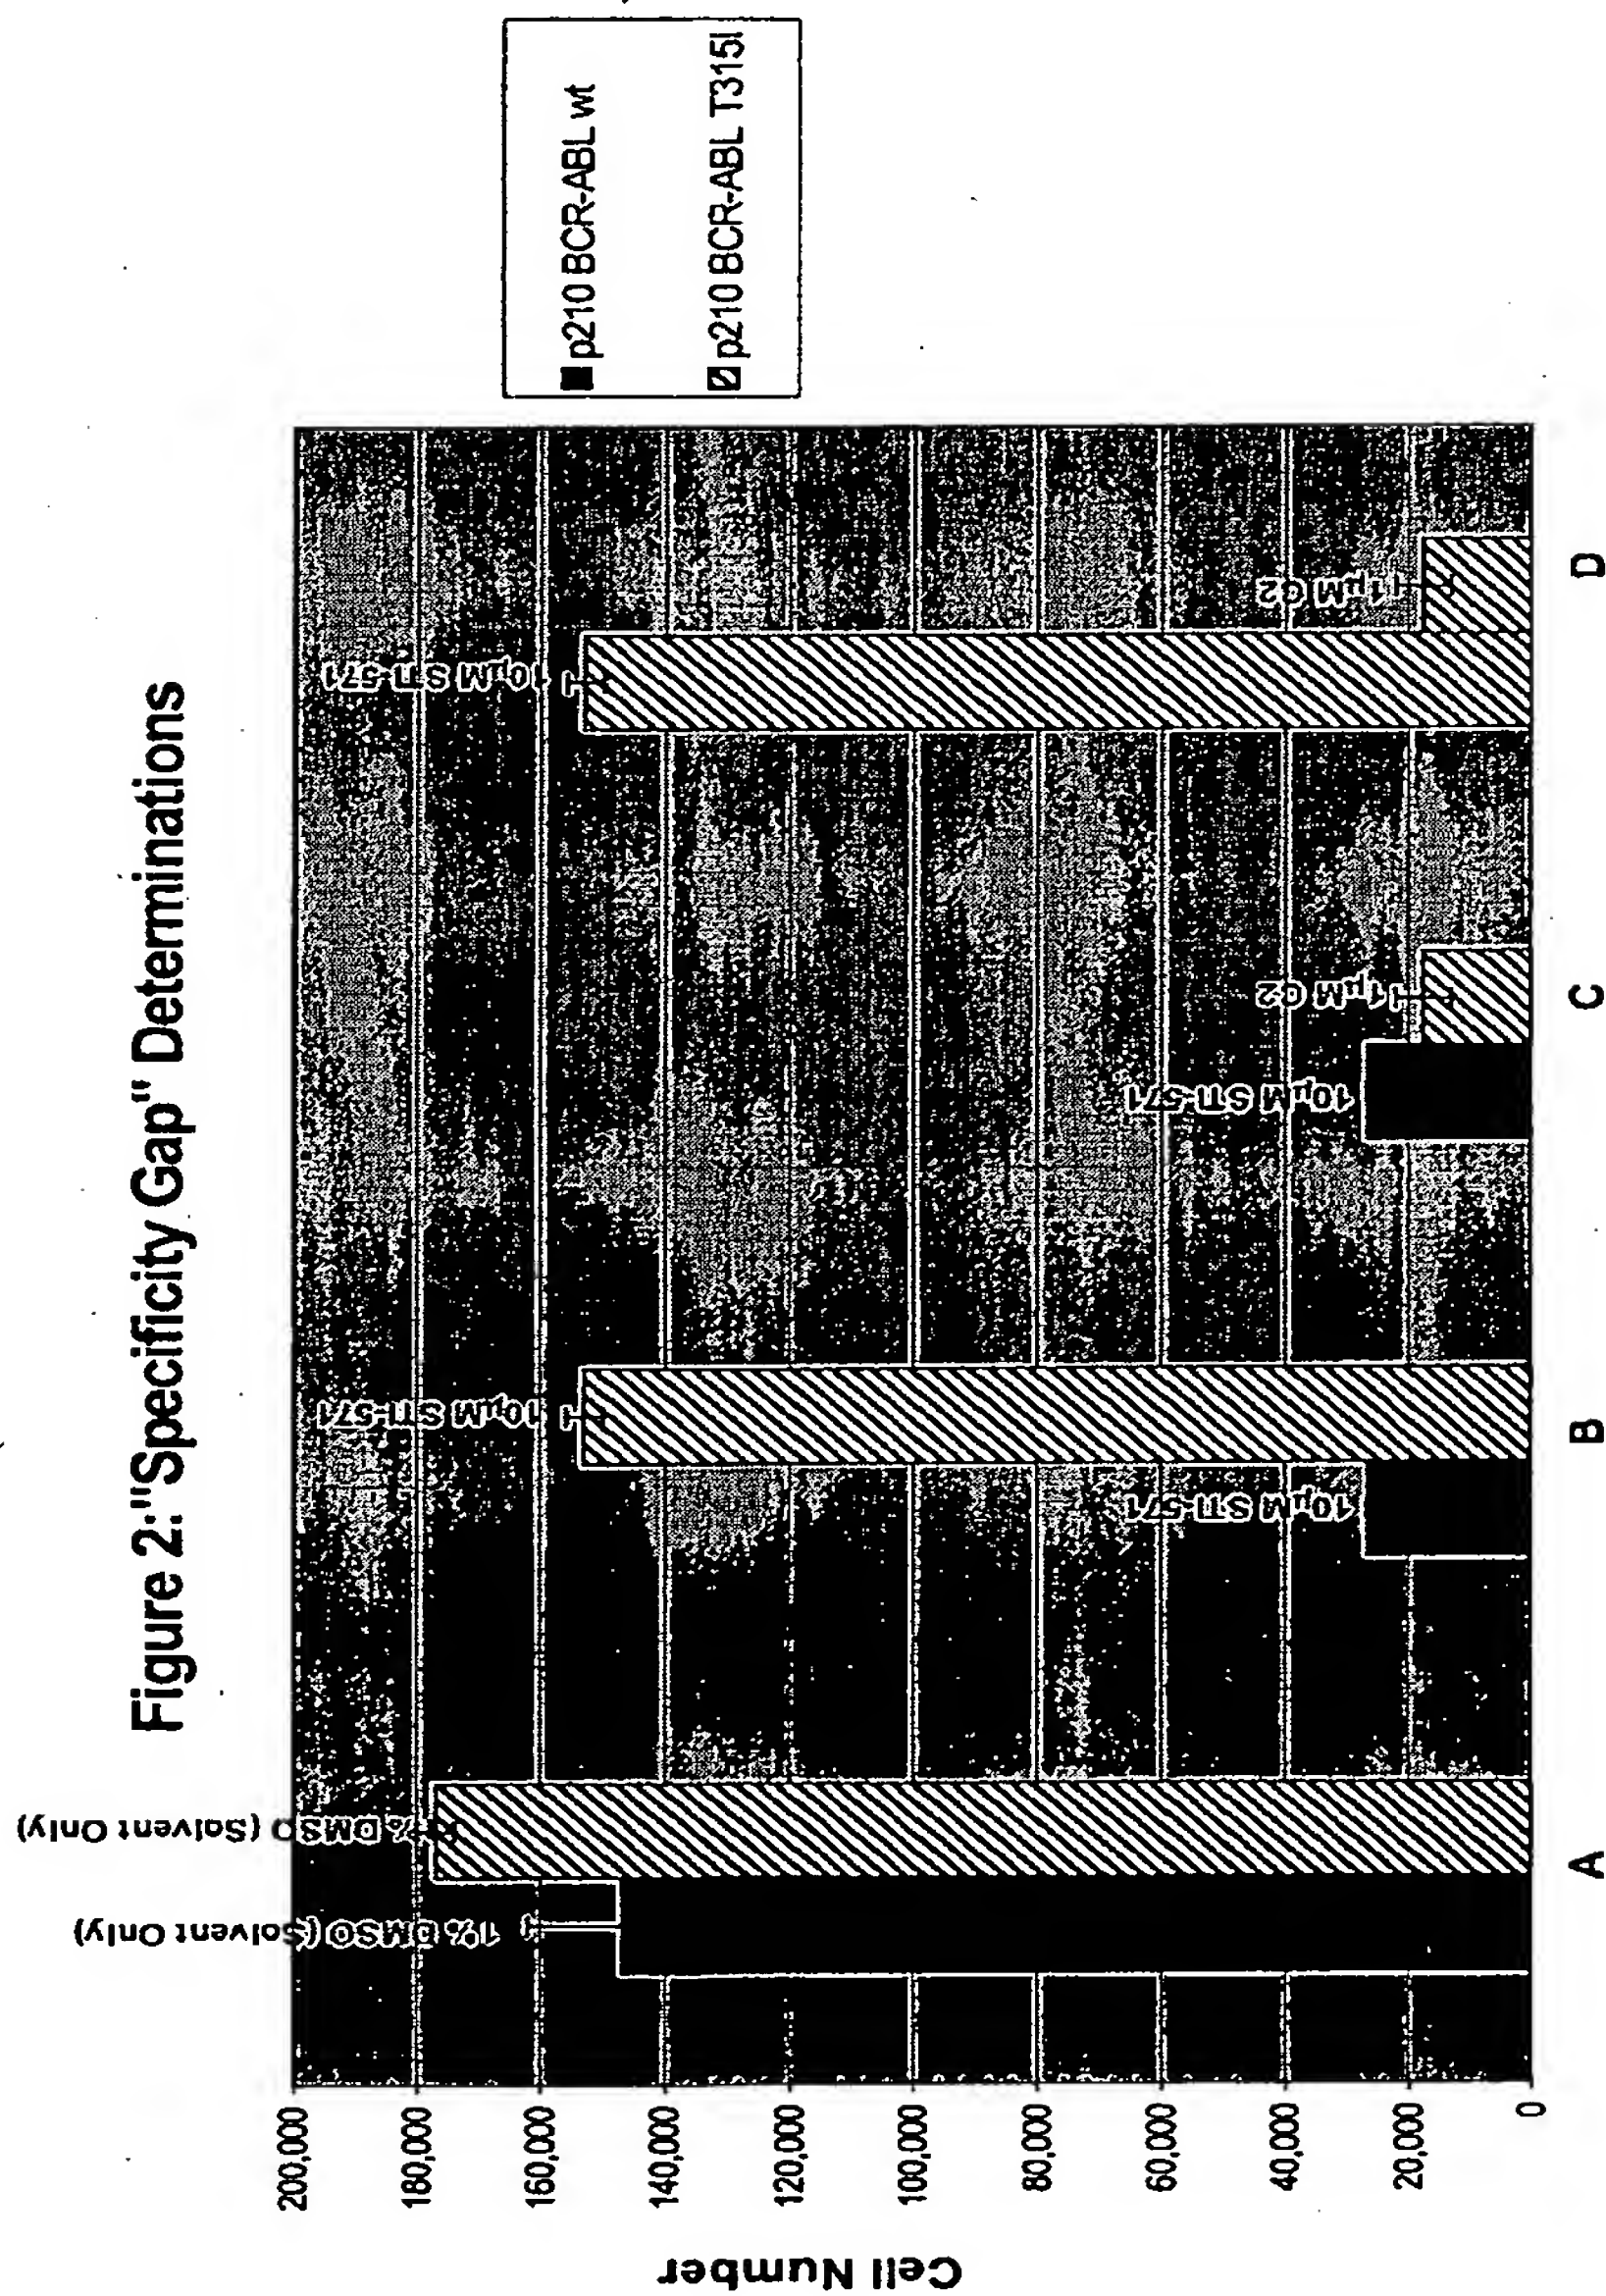 Figure 2:"Specificity Gap" Determinations
p210 BCR-ABL wt
p210 BCR-ABL T315I
Cell Number
200,000
180,000
160,000
140,000
120,000
100,000
80,000
60,000
40,000
20,000
0
1% DMSO (Solvent Only)
% DMSO (Solvent Only)
10µM STI-571
10µM STI-571
10µM STI-571
1µM C2
10µM STI-571
1µM C2
A
B
C
D